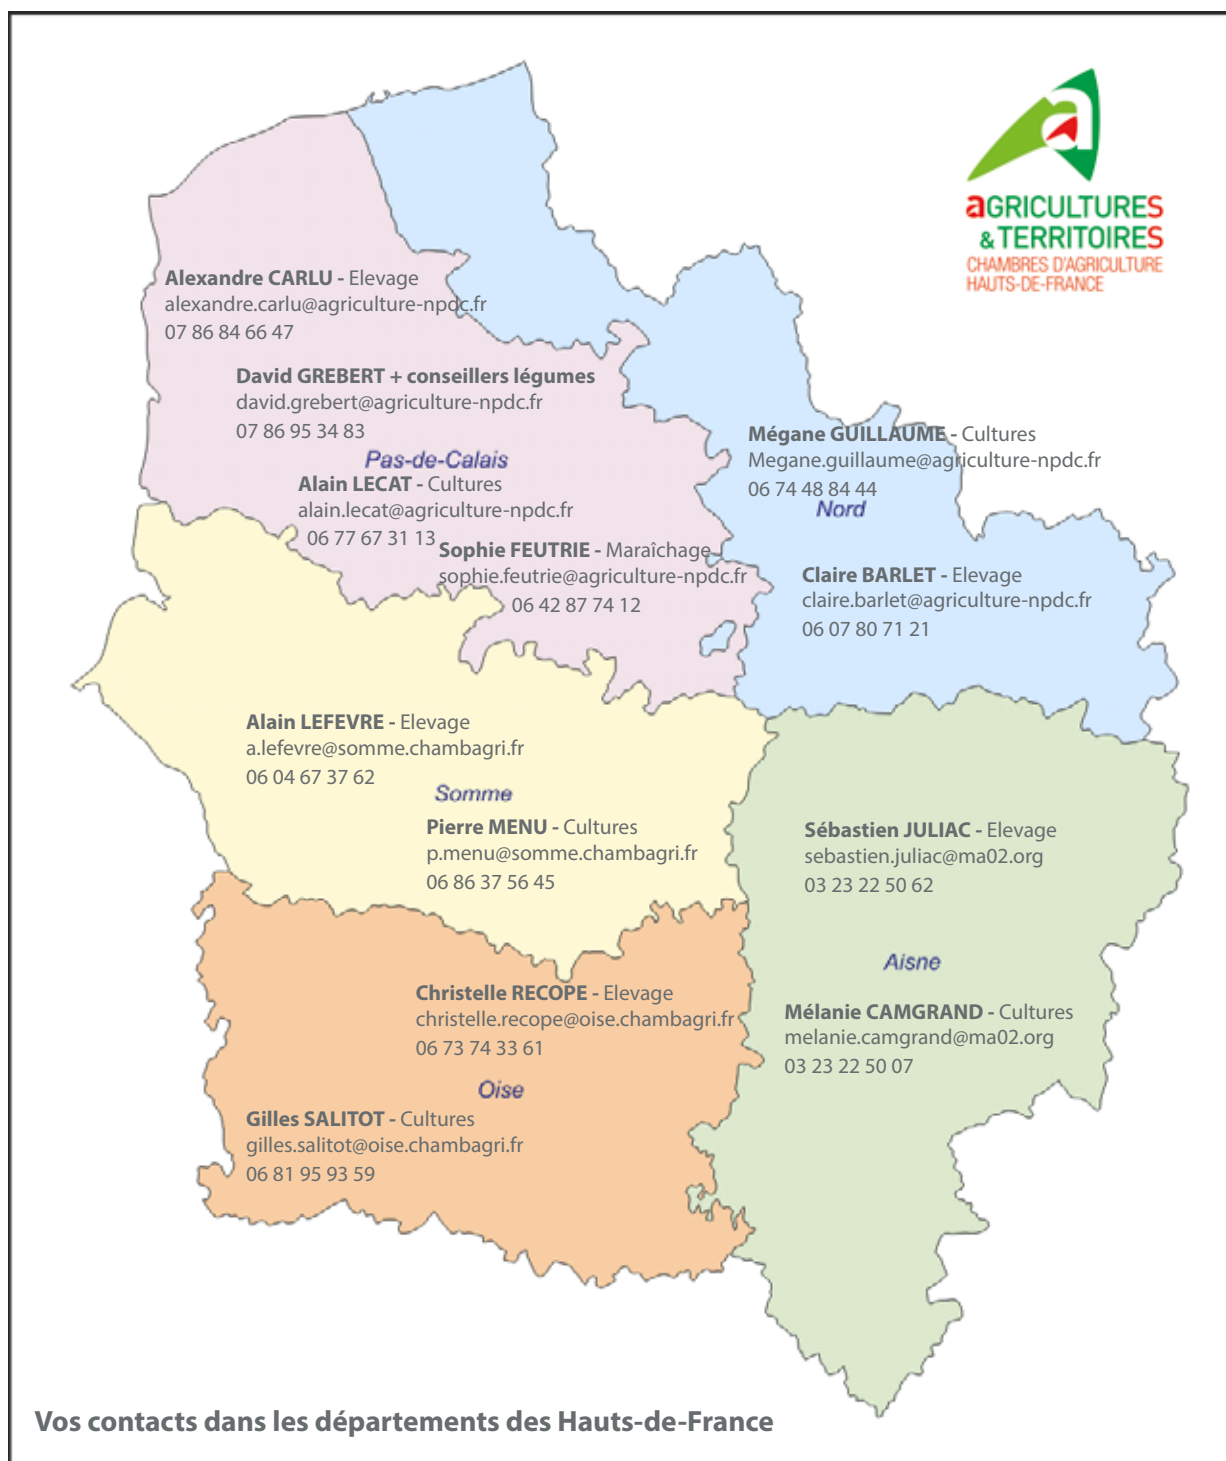 aGRICULTURES
& TERRITOIRES
CHAMBRES D'AGRICULTURE
HAUTS-DE-FRANCE
Alexandre CARLU - Elevage
alexandre.carlu@agriculture-npdc.fr
07 86 84 66 47
David GREBERT + conseillers légumes
david.grebert@agriculture-npdc.fr
07 86 95 34 83
Pas-de-Calais
Alain LECAT - Cultures
alain.lecat@agriculture-npdc.fr
06 77 67 31 13
Sophie FEUTRIE - Maraîchage
sophie.feutrie@agriculture-npdc.fr
06 42 87 74 12
Mégane GUILLAUME - Cultures
Megane.guillaume@agriculture-npdc.fr
06 74 48 84 44
Nord
Claire BARLET - Elevage
claire.barlet@agriculture-npdc.fr
06 07 80 71 21
Alain LEFEVRE - Elevage
a.lefevre@somme.chambagri.fr
06 04 67 37 62
Somme
Pierre MENU - Cultures
p.menu@somme.chambagri.fr
06 86 37 56 45
Sébastien JULIAC - Elevage
sebastien.juliac@ma02.org
03 23 22 50 62
Aisne
Mélanie CAMGRAND - Cultures
melanie.camgrand@ma02.org
03 23 22 50 07
Christelle RECOPE - Elevage
christelle.recope@oise.chambagri.fr
06 73 74 33 61
Oise
Gilles SALITOT - Cultures
gilles.salitot@oise.chambagri.fr
06 81 95 93 59
Vos contacts dans les départements des Hauts-de-France